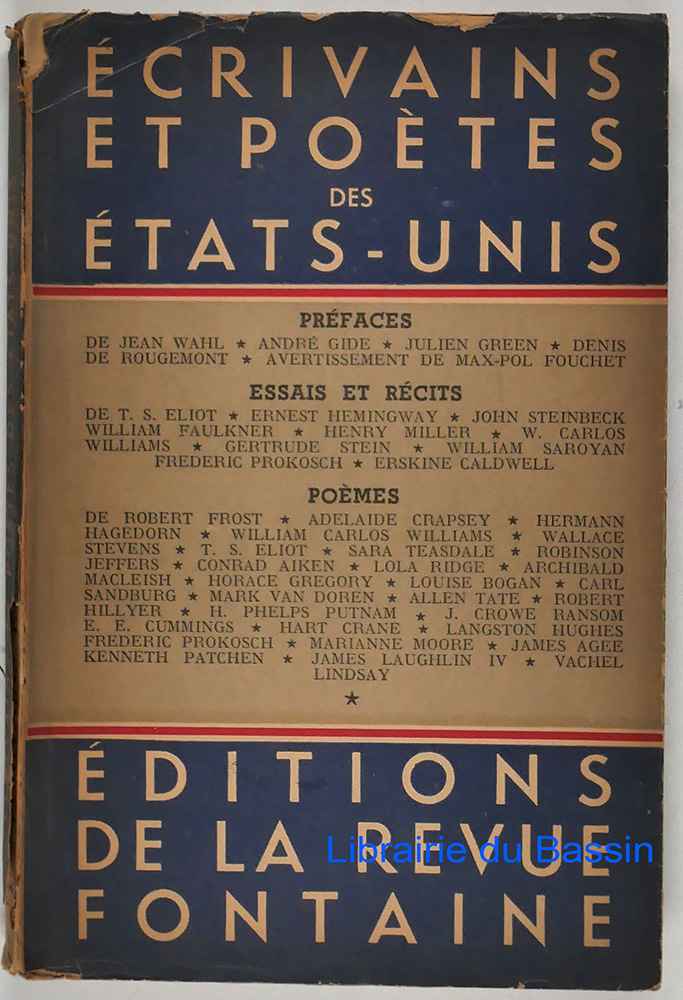 ÉCRIVAINS
ET POÈTES
DES
ÉTATS-UNIS
PRÉFACES
DE JEAN WAHL ★ ANDRÉ GIDE ★ JULIEN GREEN ★ DENIS
DE ROUGEMONT ★ AVERTISSEMENT DE MAX-POL FOUCHET
ESSAIS ET RÉCITS
DE T. S. ELIOT ★ ERNEST HEMINGWAY ★ JOHN STEINBECK
WILLIAM FAULKNER ★ HENRY MILLER ★ W. CARLOS
WILLIAMS ★ GERTRUDE STEIN ★ WILLIAM SAROYAN
FREDERIC PROKOSCH ★ ERSKINE CALDWELL
POÈMES
DE ROBERT FROST ★ ADELAIDE CRAPSEY ★ HERMANN
HAGEDORN ★ WILLIAM CARLOS WILLIAMS ★ WALLACE
STEVENS ★ T. S. ELIOT ★ SARA TEASDALE ★ ROBINSON
JEFFERS ★ CONRAD AIKEN ★ LOLA RIDGE ★ ARCHIBALD
MACLEISH ★ HORACE GREGORY ★ LOUISE BOGAN ★ CARL
SANDBURG ★ MARK VAN DOREN ★ ALLEN TATE ★ ROBERT
HILLYER ★ H. PHELPS PUTNAM ★ J. CROWE RANSOM
E. E. CUMMINGS ★ HART CRANE ★ LANGSTON HUGHES
FREDERIC PROKOSCH ★ MARIANNE MOORE ★ JAMES AGEE
KENNETH PATCHEN ★ JAMES LAUGHLIN IV ★ VACHEL
LINDSAY
★
ÉDITIONS
DE LA REVUE
Librairie du Bassin
FONTAINE